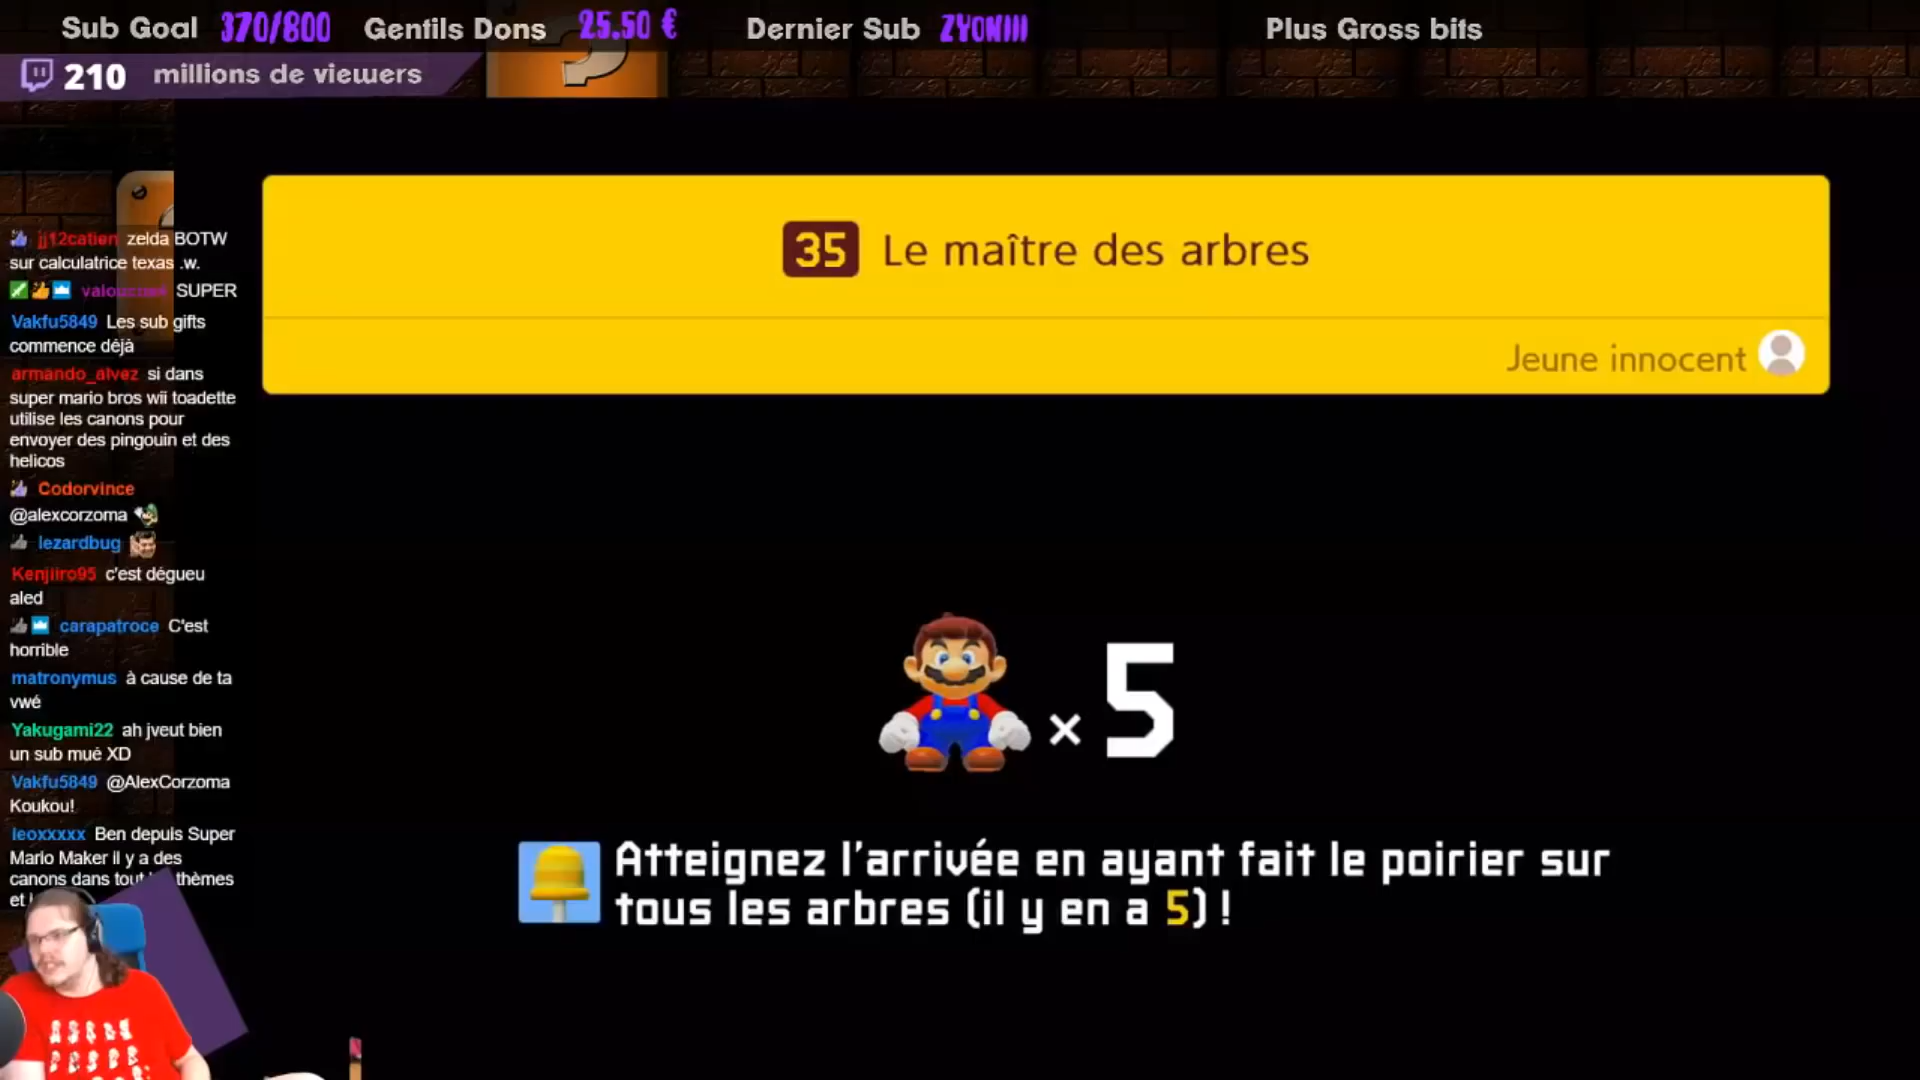 Sub Goal 370/800 Gentils Dons 25.50 € Dernier Sub ZYONIII Plus Gross bits
210 millions de viewers
35 Le maître des arbres
Jeune innocent
jj12catien zelda BOTW
sur calculatrice texas .w.
SUPER
Vakfu5849 Les sub gifts
commence déjà
armando_alvez si dans
super mario bros wii toadette
utilise les canons pour
envoyer des pingouin et des
helicos
Codorvince
@alexcorzoma
lezardbug
Kenjiiro95 c'est dégueu
aled
carapatroce C'est
horrible
matronymus à cause de ta
vwé
Yakugami22 ah jveut bien
un sub mué XD
Vakfu5849 @AlexCorzoma
Koukou!
leoxxxxx Ben depuis Super
Mario Maker il y a des
canons dans tout thèmes
et
× 5
Atteignez l'arrivée en ayant fait le poirier sur
tous les arbres (il y en a 5) !